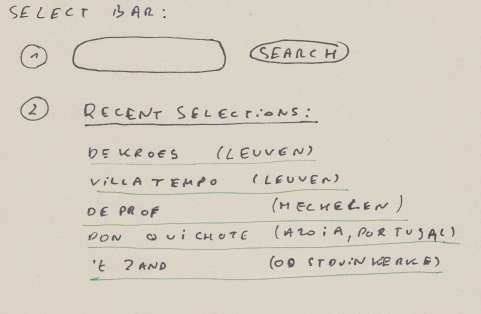 SELECT BAR:
1 SEARCH
2 RECENT SELECTIONS:
DE KROES (LEUVEN)
VILLA TEMPO (LEUVEN)
DE PROF (MECHELEN)
DON QUICHOTE (AZOIA, PORTUGAL)
'T ZAND (OOSTDUINKERKE)